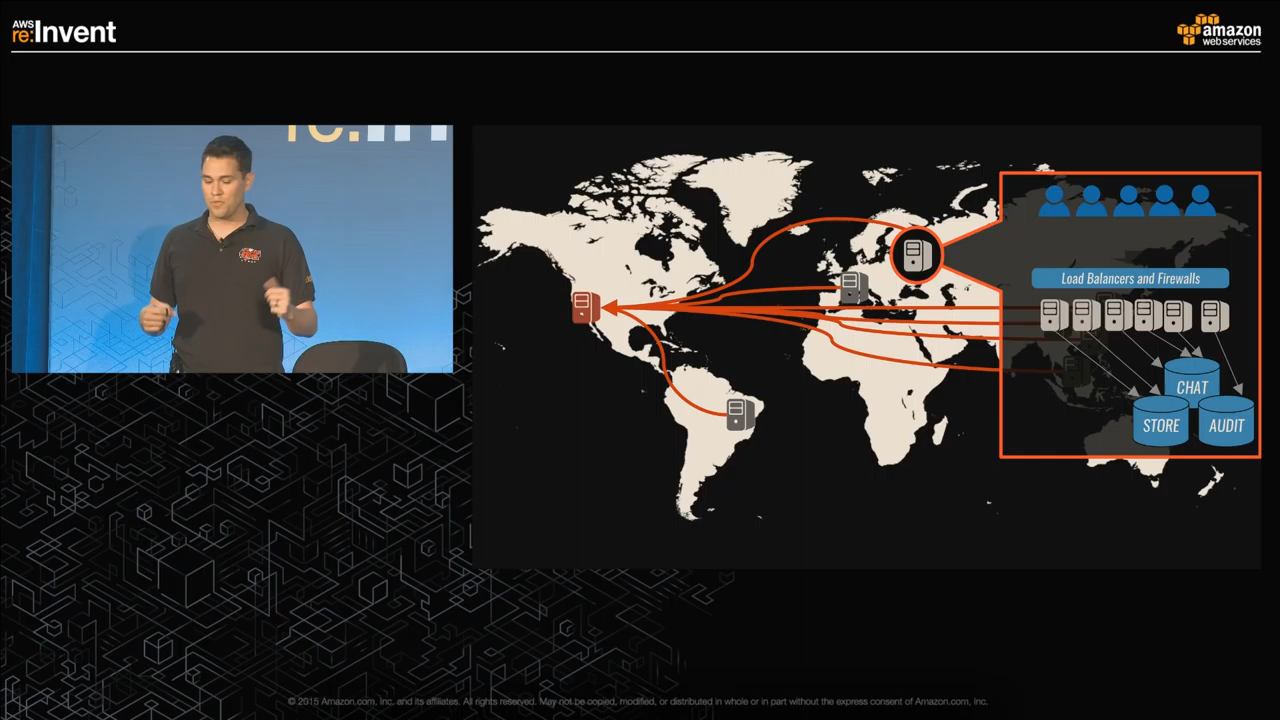 AWS
re:Invent
amazon
web services
re:In
Load Balancers and Firewalls
CHAT
STORE
AUDIT
© 2015 Amazon.com, Inc. and its affiliates. All rights reserved. May not be copied, modified, or distributed in whole or in part without the express consent of Amazon.com, Inc.